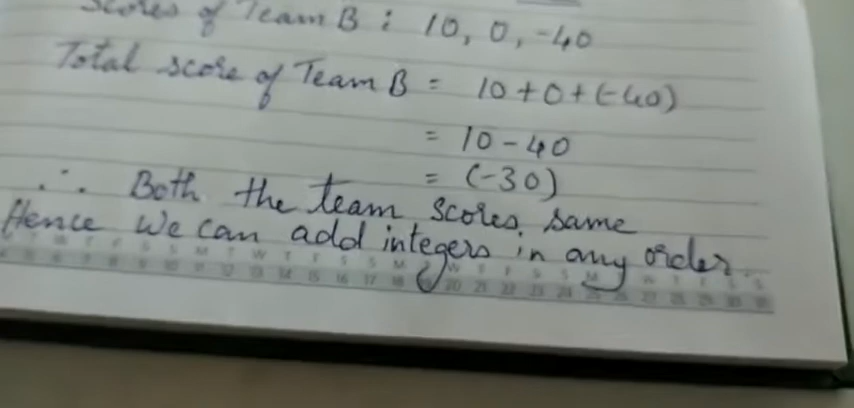 Scores of Team B : 10, 0, -40
Total score of Team B = 10 + 0 + (-40)
= 10 - 40
= (-30)
∴ Both the team scores, same
Hence we can add integers in any order.